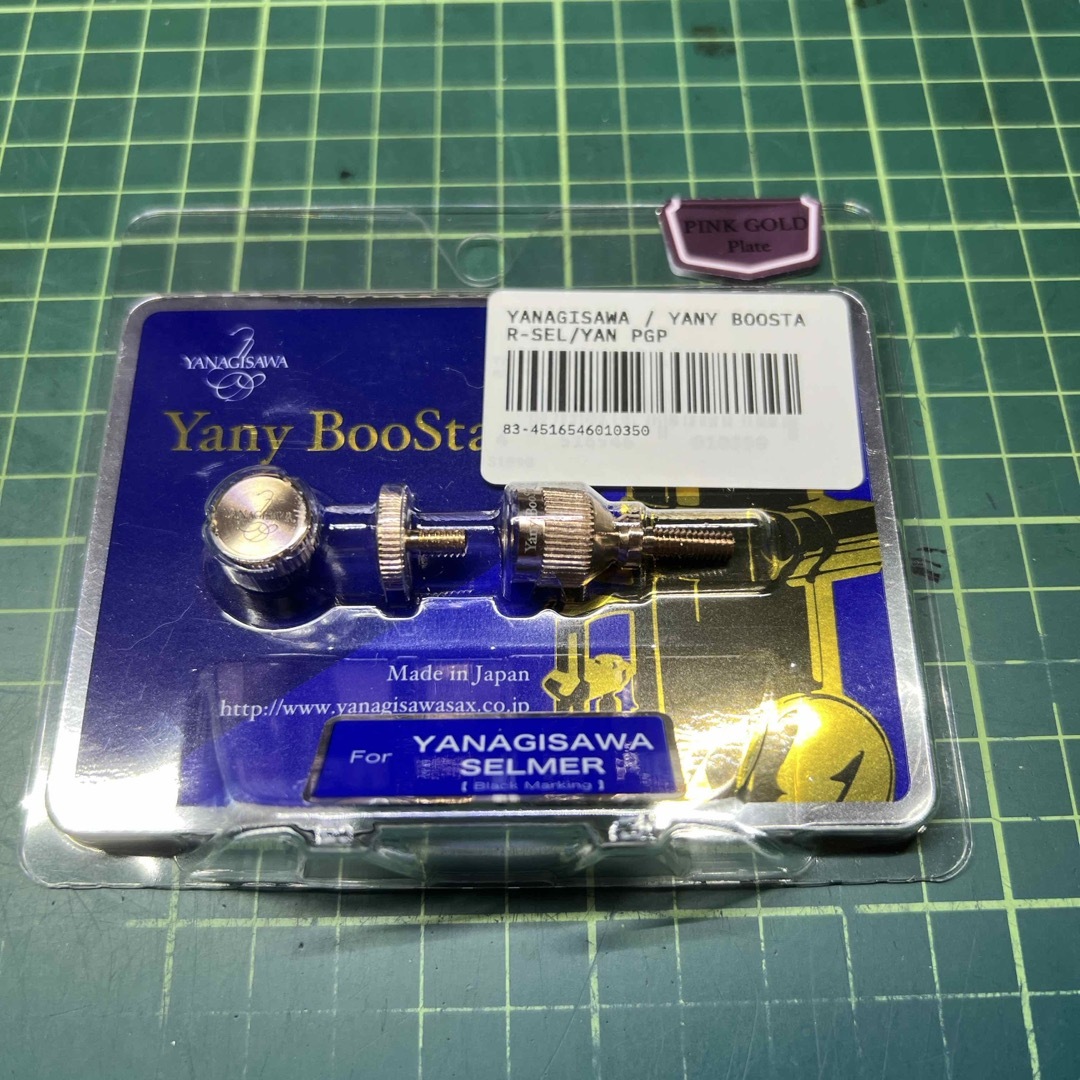 PINK GOLD
Plate
YANAGISAWA / YANY BOOSTA
R-SEL/YAN PGP
83-4516546010350
YANAGISAWA
Yany BooSta
Made in Japan
http://www.yanagisawasax.co.jp
For YANAGISAWA
SELMER
[ Black Marking ]